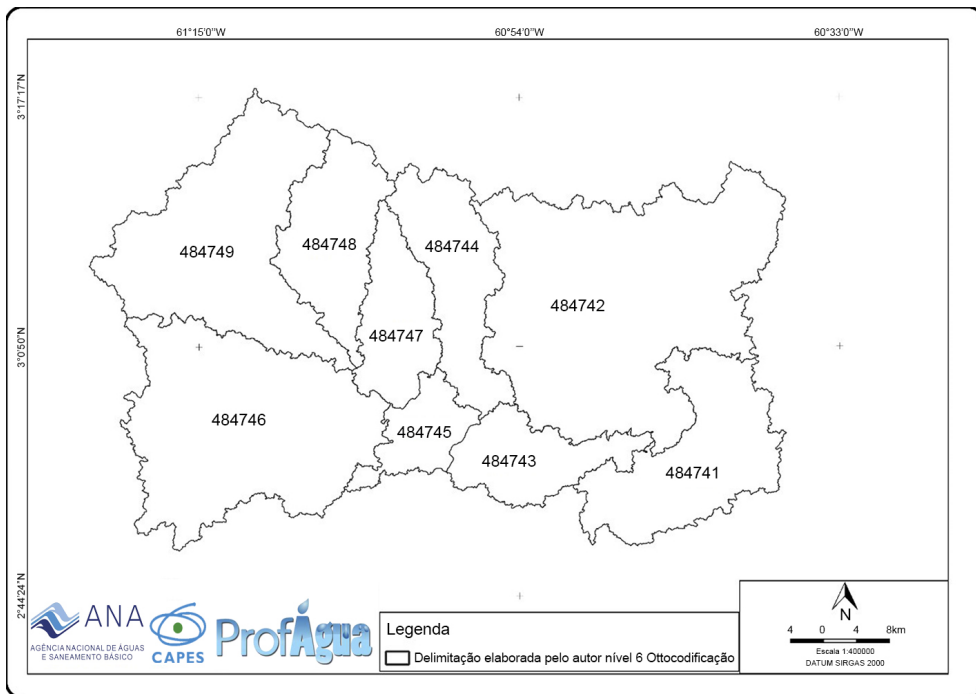 61°15'0"W
60°54'0"W
60°33'0"W
3°17'17"N
3°0'50"N
2°44'24"N
484749
484748
484744
484742
484747
484746
484745
484743
484741
ANA
AGÊNCIA NACIONAL DE ÁGUAS
E SANEAMENTO BÁSICO
CAPES
ProfÁgua
Legenda
Delimitação elaborada pelo autor nível 6 Ottocodificação
N
4 0 4 8km
Escala 1:400000
DATUM SIRGAS 2000